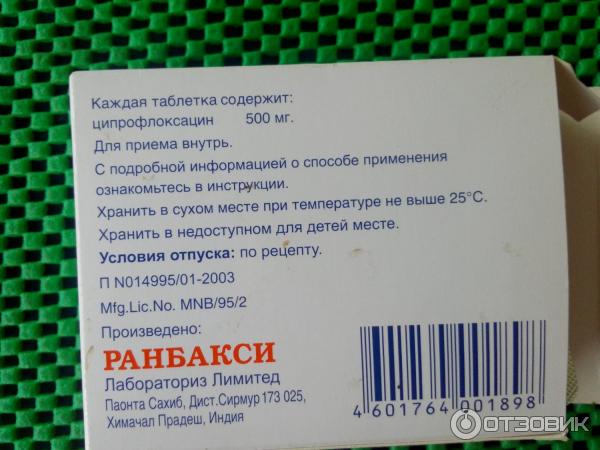 Каждая таблетка содержит:
ципрофлоксацин 500 мг.
Для приема внутрь.
С подробной информацией о способе применения
ознакомьтесь в инструкции.
Хранить в сухом месте при температуре не выше 25°С.
Хранить в недоступном для детей месте.
Условия отпуска: по рецепту.
П N014995/01-2003
Mfg.Lic.No. MNB/95/2
Произведено:
РАНБАКСИ
Лабораториз Лимитед
Паонта Сахиб, Дист.Сирмур 173 025,
Химачал Прадеш, Индия
4 601764 001898
ОТЗОВИК